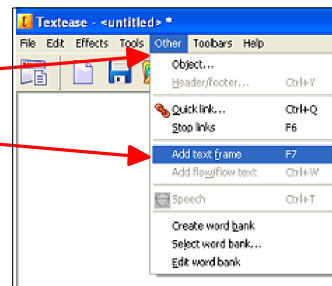 Textease - <untitled> *
File Edit Effects Tools Other Toolbars Help
Object...
Header/footer... Ctrl+Y
Quick link... Ctrl+Q
Stop links F6
Add text frame F7
Add flow/flow text Ctrl+W
Speech Ctrl+T
Create word bank
Select word bank...
Edit word bank